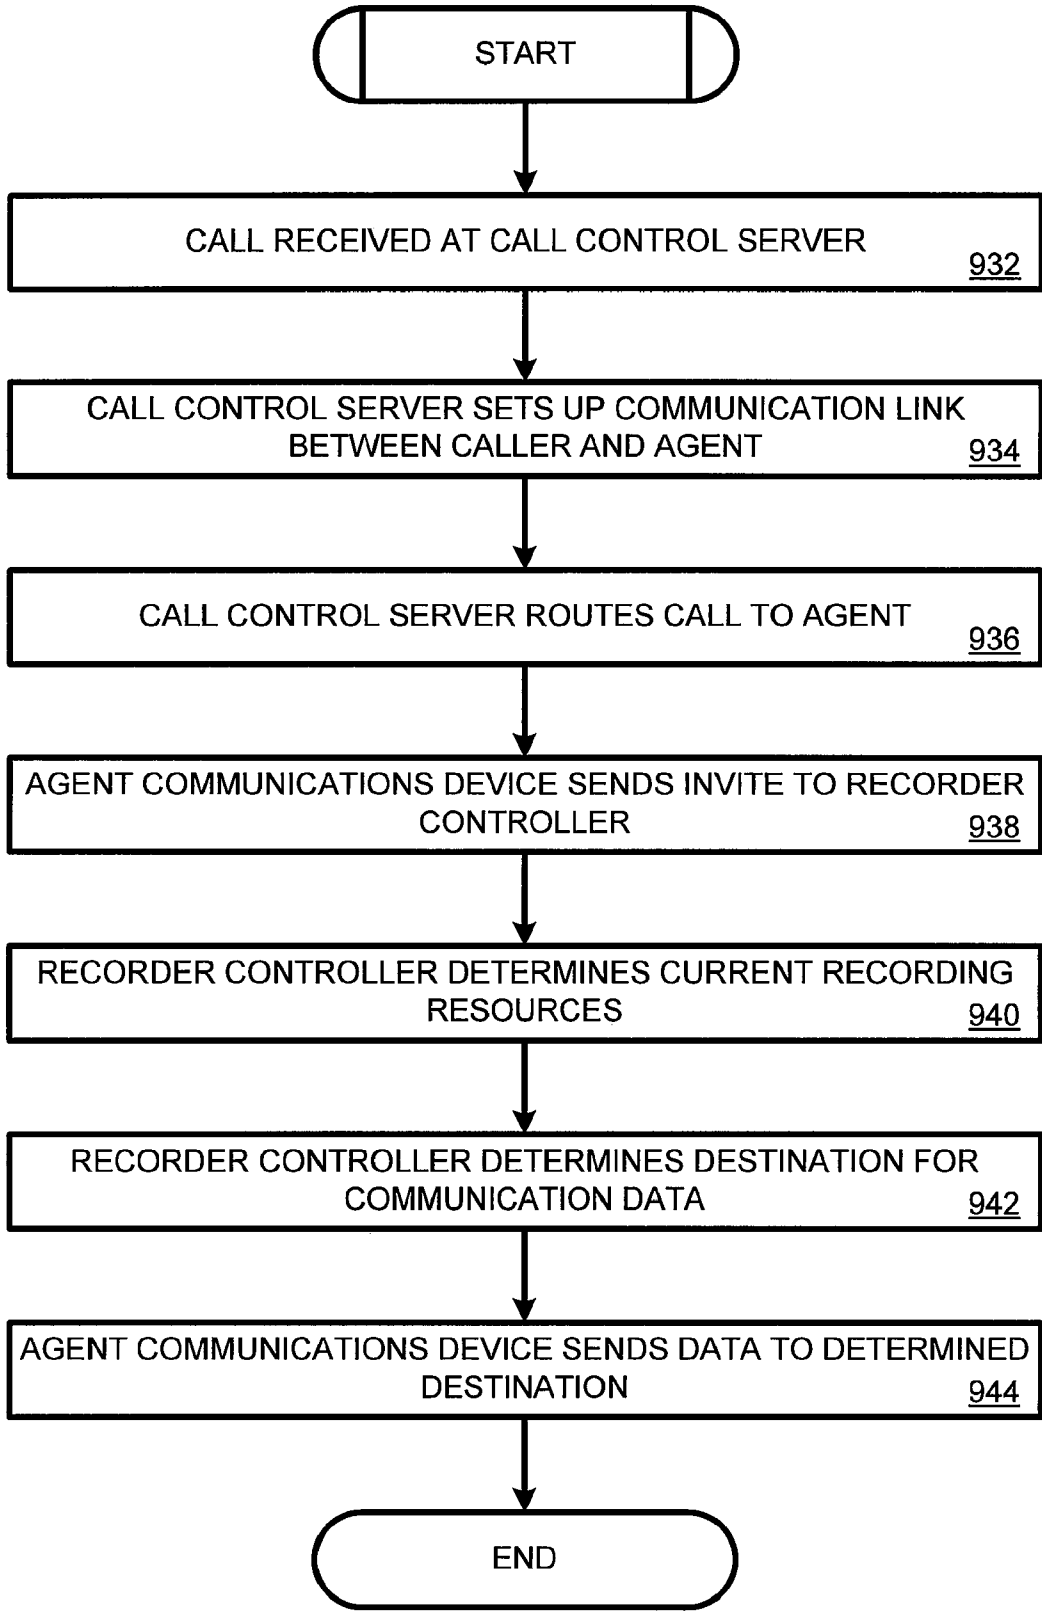 START
CALL RECEIVED AT CALL CONTROL SERVER
932
CALL CONTROL SERVER SETS UP COMMUNICATION LINK
BETWEEN CALLER AND AGENT
934
CALL CONTROL SERVER ROUTES CALL TO AGENT
936
AGENT COMMUNICATIONS DEVICE SENDS INVITE TO RECORDER
CONTROLLER
938
RECORDER CONTROLLER DETERMINES CURRENT RECORDING
RESOURCES
940
RECORDER CONTROLLER DETERMINES DESTINATION FOR
COMMUNICATION DATA
942
AGENT COMMUNICATIONS DEVICE SENDS DATA TO DETERMINED
DESTINATION
944
END